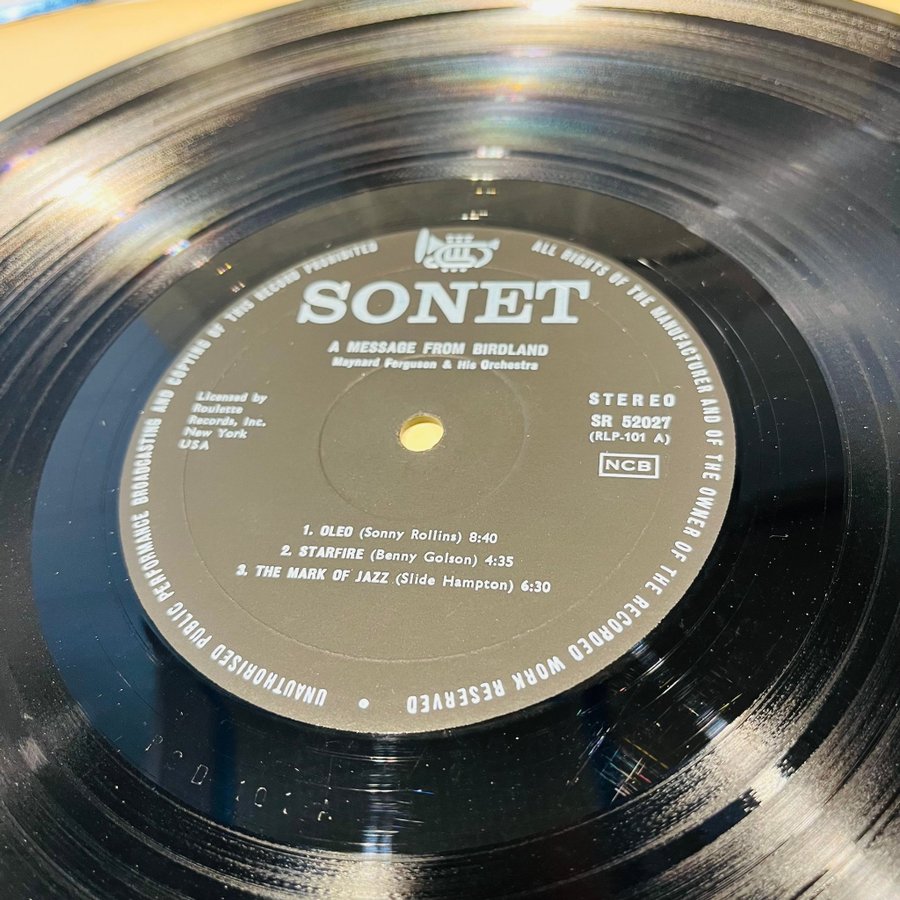 UNAUTHORISED PUBLIC PERFORMANCE BROADCASTING AND COPYING OF THIS RECORD PROHIBITED
ALL RIGHTS OF THE MANUFACTURER AND OF THE OWNER OF THE RECORDED WORK RESERVED
SONET
A MESSAGE FROM BIRDLAND
Maynard Ferguson & His Orchestra
Licensed by
Roulette
Records, Inc.
New York
USA
STEREO
SR 52027
(RLP-101 A)
NCB
1. OLEO (Sonny Rollins) 8:40
2. STARFIRE (Benny Golson) 4:35
3. THE MARK OF JAZZ (Slide Hampton) 6:30